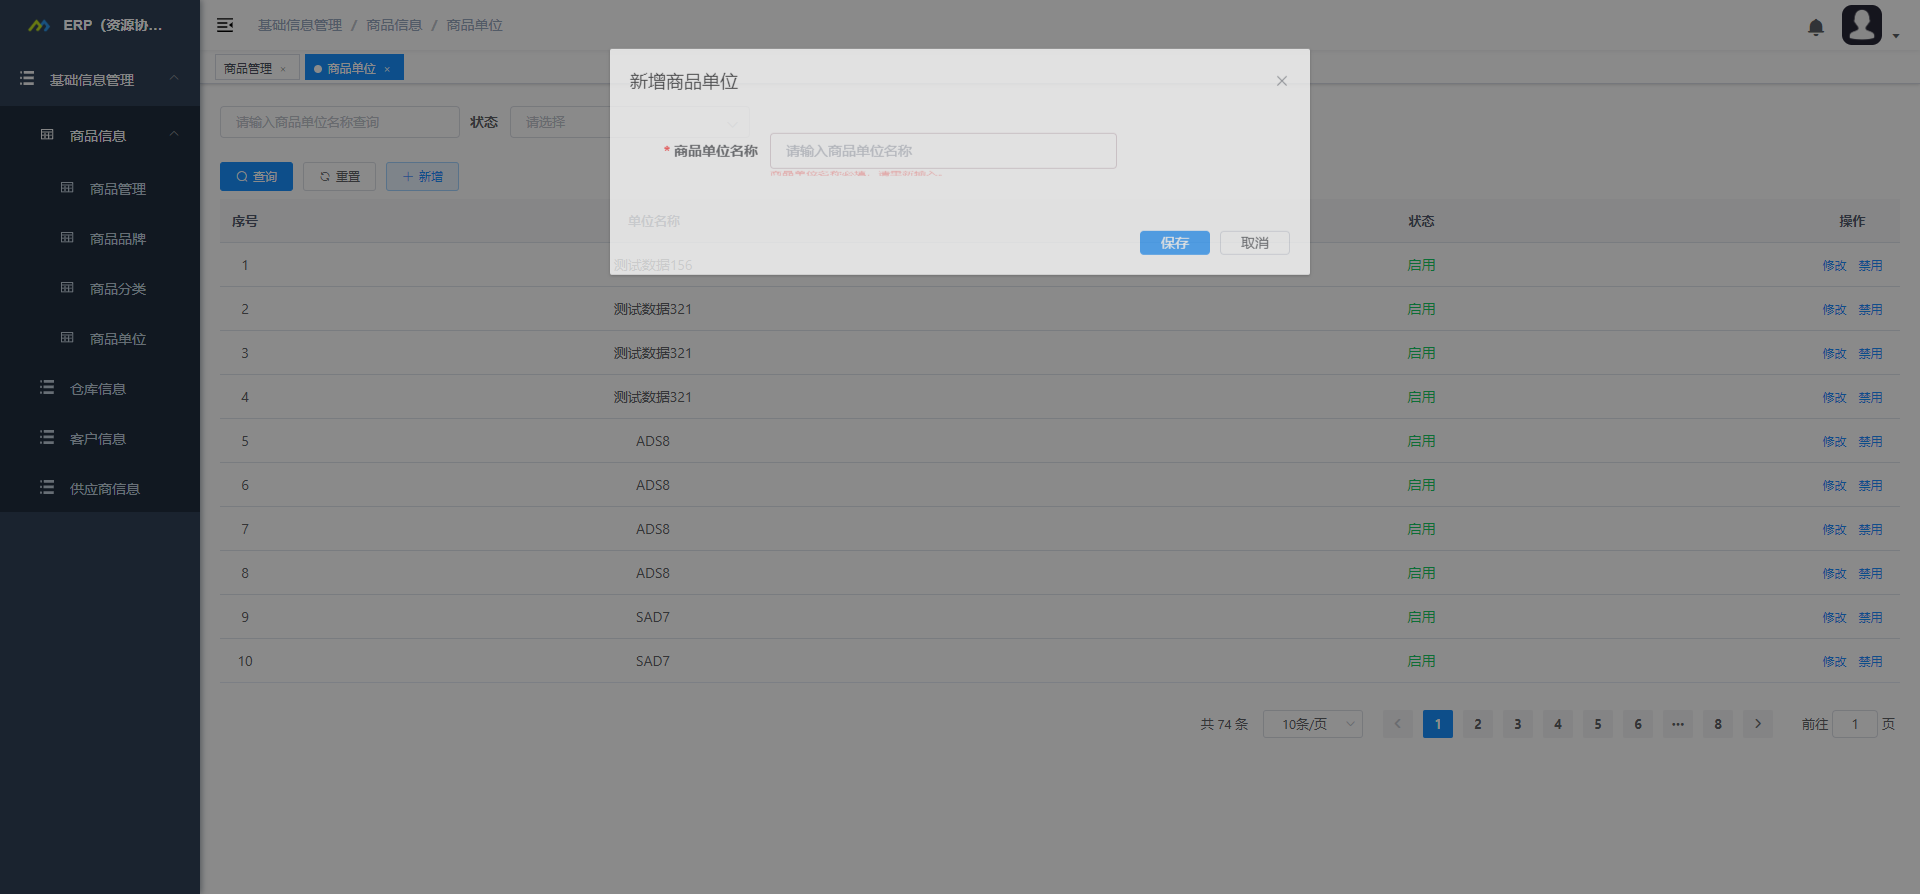 ERP（资源协...
基础信息管理 / 商品信息 / 商品单位
基础信息管理
商品信息
商品管理
商品品牌
商品分类
商品单位
仓库信息
客户信息
供应商信息
商品管理 ×
商品单位 ×
请输入商品单位名称查询 状态 请选择
查询 重置 新增
新增商品单位
* 商品单位名称 请输入商品单位名称
保存 取消
序号 单位名称 状态 操作
1 测试数据156 启用 修改 禁用
2 测试数据321 启用 修改 禁用
3 测试数据321 启用 修改 禁用
4 测试数据321 启用 修改 禁用
5 ADS8 启用 修改 禁用
6 ADS8 启用 修改 禁用
7 ADS8 启用 修改 禁用
8 ADS8 启用 修改 禁用
9 SAD7 启用 修改 禁用
10 SAD7 启用 修改 禁用
共 74 条 10条/页 1 2 3 4 5 6 ... 8 前往 1 页